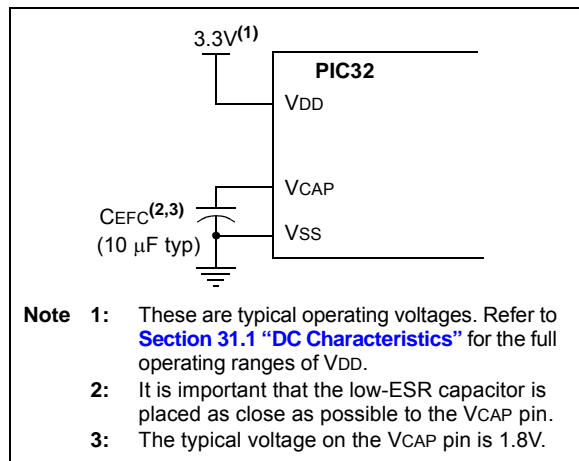 3.3V(1)
PIC32
VDD
VCAP
CEFC(2,3)
(10 μF typ)
VSS
Note 1: These are typical operating voltages. Refer to
Section 31.1 “DC Characteristics” for the full
operating ranges of VDD.
2: It is important that the low-ESR capacitor is
placed as close as possible to the VCAP pin.
3: The typical voltage on the VCAP pin is 1.8V.